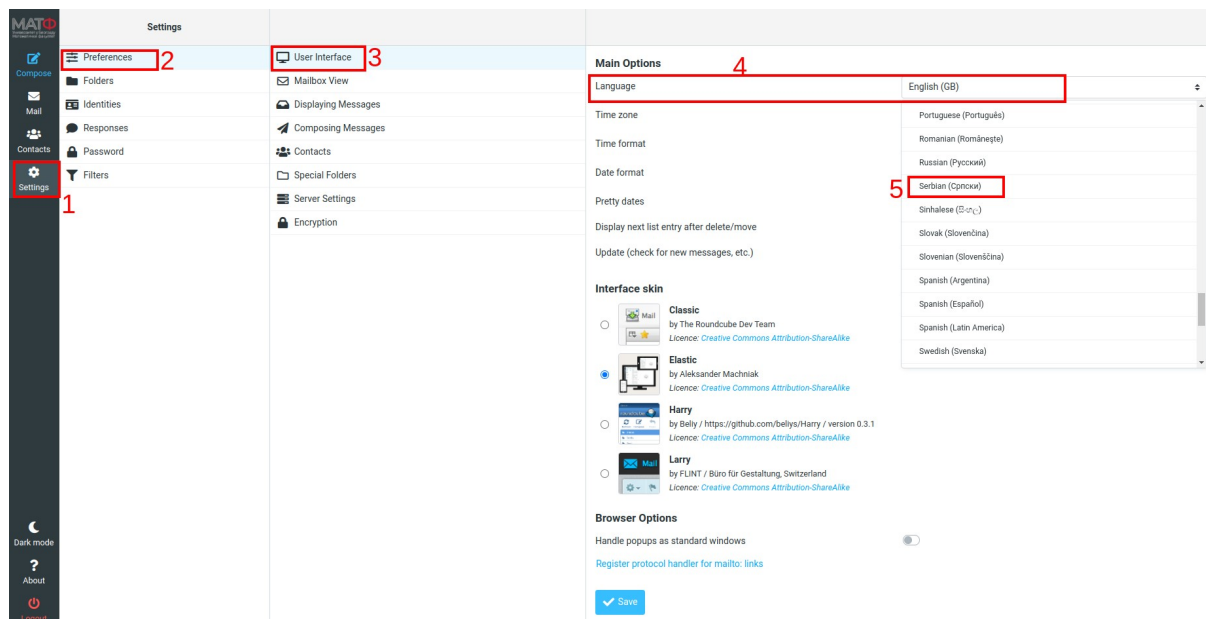 МАТФ
Settings
Compose
Mail
Contacts
Settings
1
Dark mode
?
About
Logout
Preferences
2
Folders
Identities
Responses
Password
Filters
User Interface
3
Mailbox View
Displaying Messages
Composing Messages
Contacts
Special Folders
Server Settings
Encryption
Main Options
4
Language English (GB)
Time zone
Time format
Date format
Pretty dates
Display next list entry after delete/move
Update (check for new messages, etc.)
Portuguese (Português)
Romanian (Româneşte)
Russian (Русский)
5
Serbian (Српски)
Sinhalese
Slovak (Slovenčina)
Slovenian (Slovenščina)
Spanish (Argentina)
Spanish (Español)
Spanish (Latin America)
Swedish (Svenska)
Interface skin
Mail
Classic
by The Roundcube Dev Team
Licence: Creative Commons Attribution-ShareAlike
Elastic
by Aleksander Machniak
Licence: Creative Commons Attribution-ShareAlike
Harry
by Beliy / https://github.com/beliys/Harry / version 0.3.1
Licence: Creative Commons Attribution-ShareAlike
Mail
Larry
by FLINT / Büro für Gestaltung, Switzerland
Licence: Creative Commons Attribution-ShareAlike
Browser Options
Handle popups as standard windows
Register protocol handler for mailto: links
Save